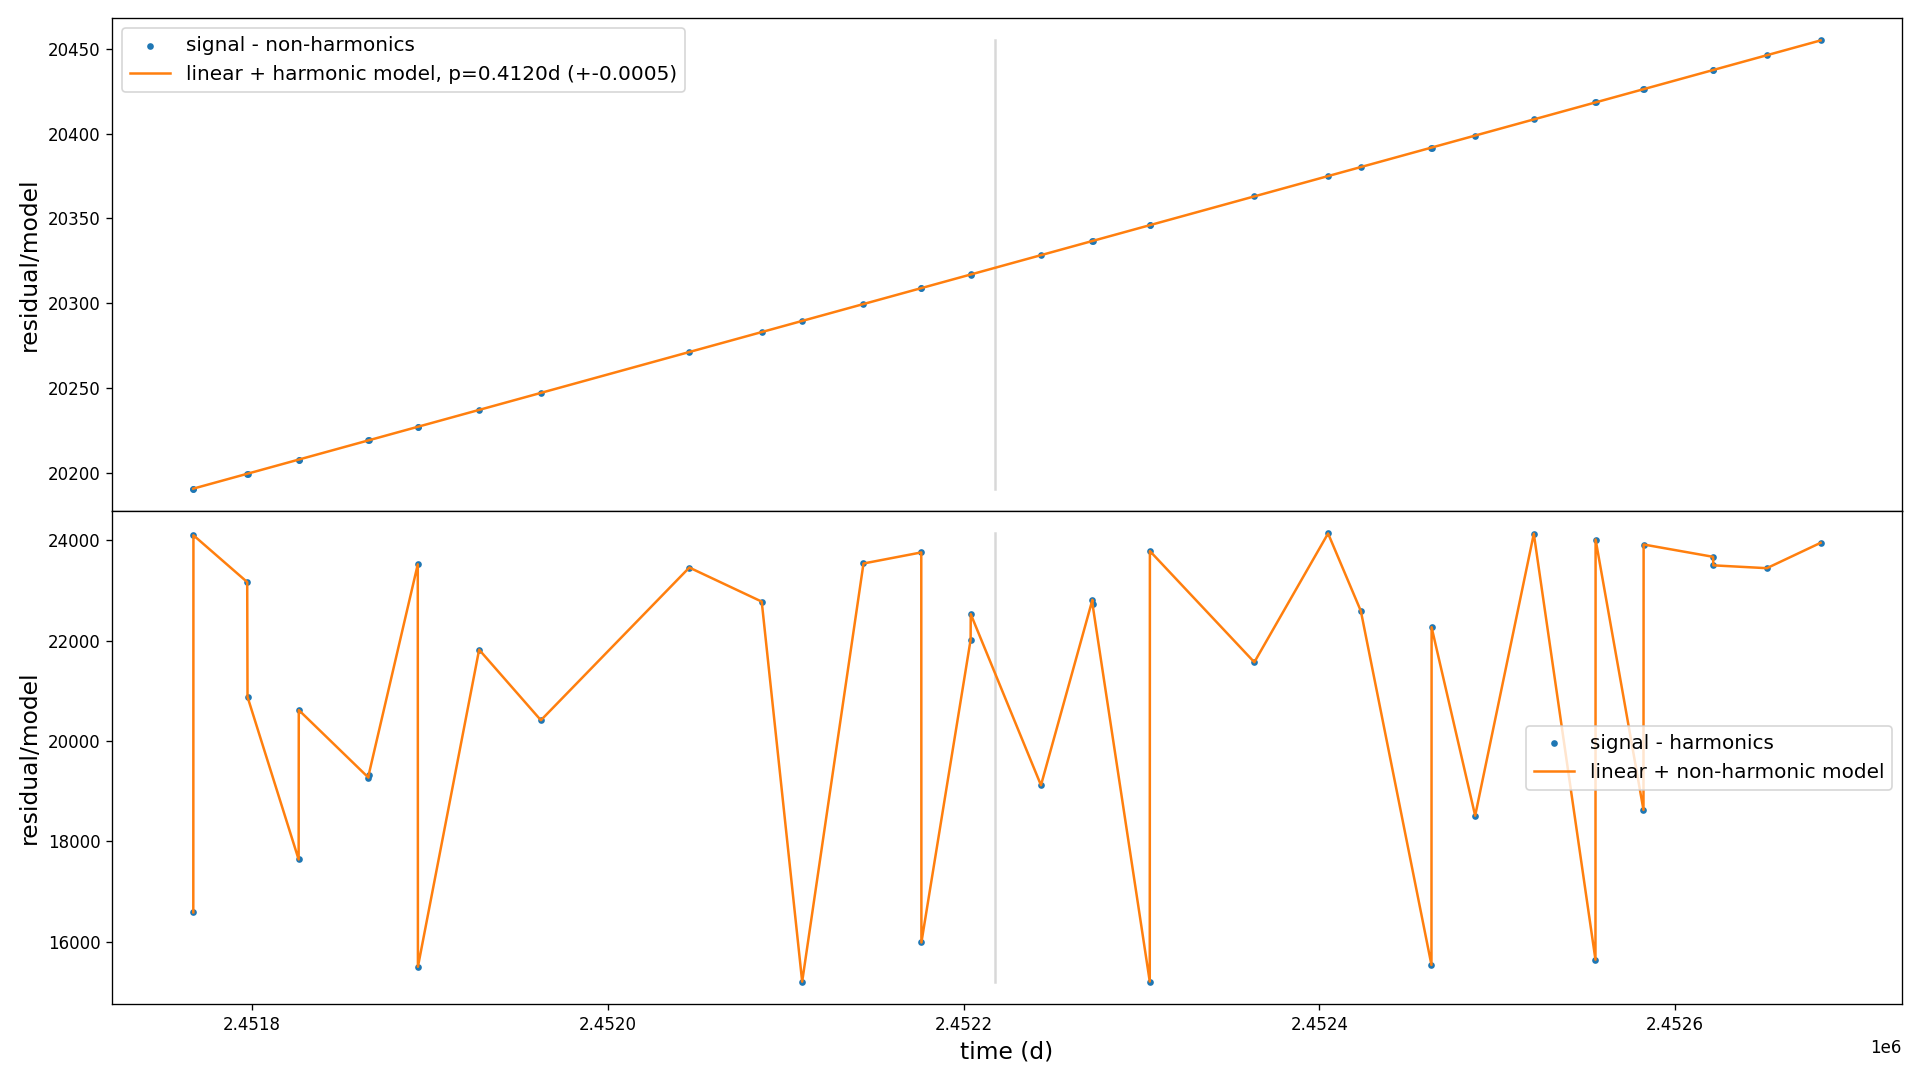 residual/model
20450
20400
20350
20300
20250
20200
signal - non-harmonics
linear + harmonic model, p=0.4120d (+-0.0005)
residual/model
24000
22000
20000
18000
16000
signal - harmonics
linear + non-harmonic model
2.4518
2.4520
2.4522
2.4524
2.4526
1e6
time (d)